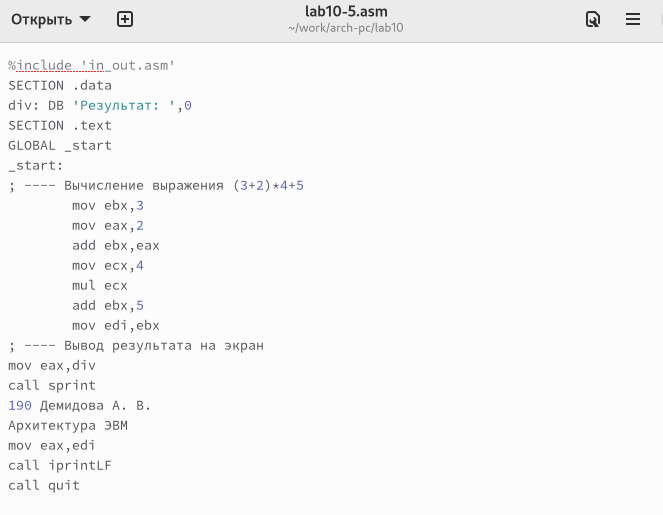 Открыть
lab10-5.asm
~/work/arch-pc/lab10
%include 'in_out.asm'
SECTION .data
div: DB 'Результат: ',0
SECTION .text
GLOBAL _start
_start:
; ---- Вычисление выражения (3+2)*4+5
        mov ebx,3
        mov eax,2
        add ebx,eax
        mov ecx,4
        mul ecx
        add ebx,5
        mov edi,ebx
; ---- Вывод результата на экран
mov eax,div
call sprint
190 Демидова А. В.
Архитектура ЭВМ
mov eax,edi
call iprintLF
call quit